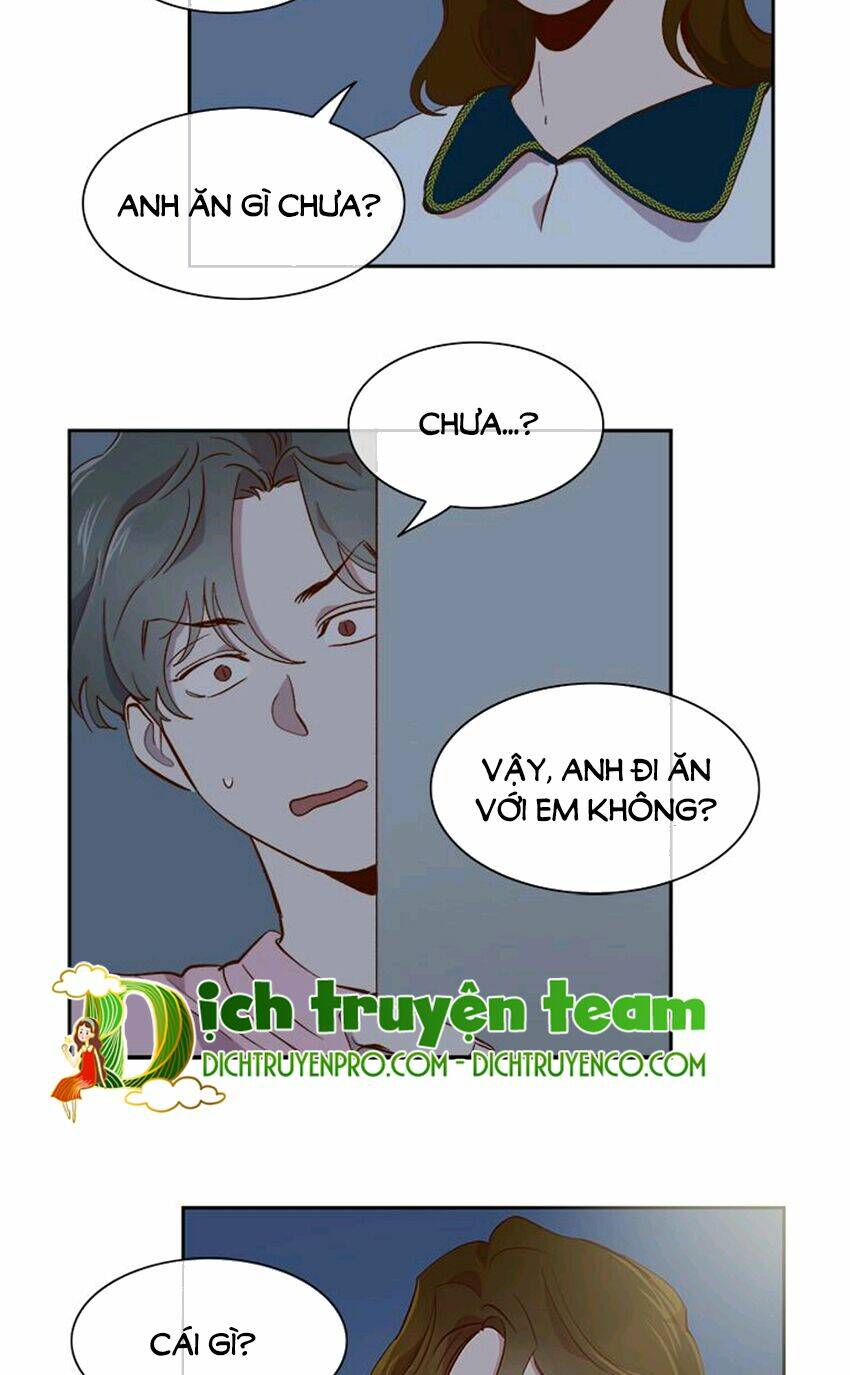 ANH ĂN GÌ CHƯA?
CHƯA...?
VẬY, ANH ĐI ĂN
VỚI EM KHÔNG?
Dịch truyện team
DICHTRUYENPRO.COM - DICHTRUYENCO.COM
CÁI GÌ?